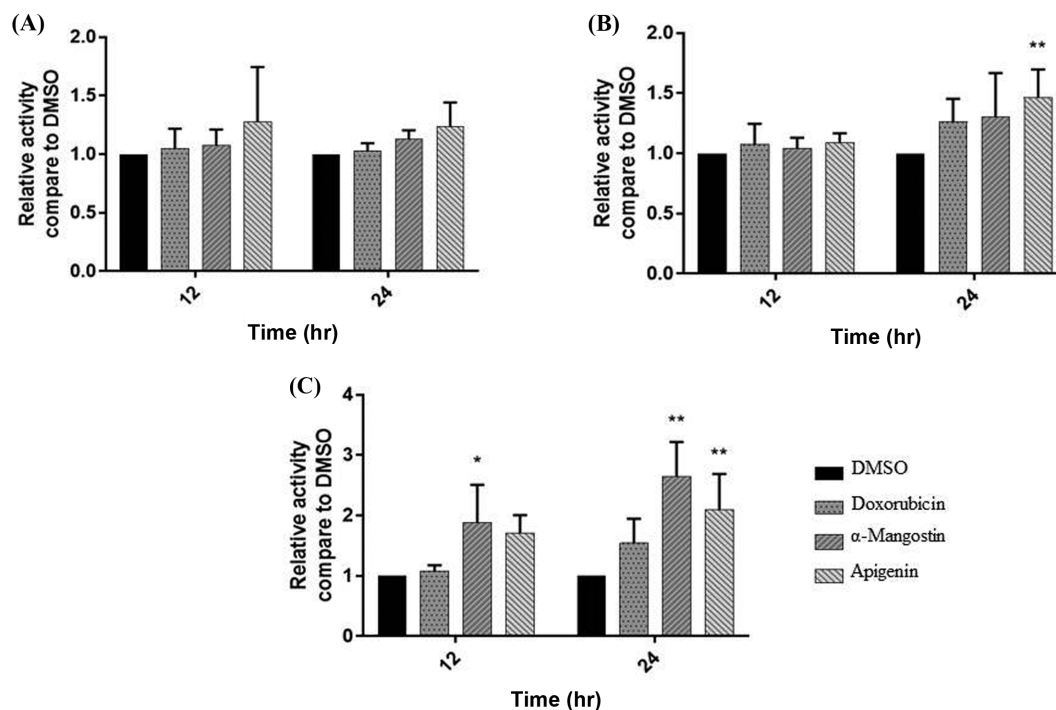 (A)
Relative activity
compare to DMSO
2.0
1.5
1.0
0.5
0.0
12
24
Time (hr)
(B)
Relative activity
compare to DMSO
2.0
1.5
1.0
0.5
0.0
**
12
24
Time (hr)
(C)
Relative activity
compare to DMSO
4
3
2
1
0
*
**
**
12
24
Time (hr)
DMSO
Doxorubicin
α-Mangostin
Apigenin